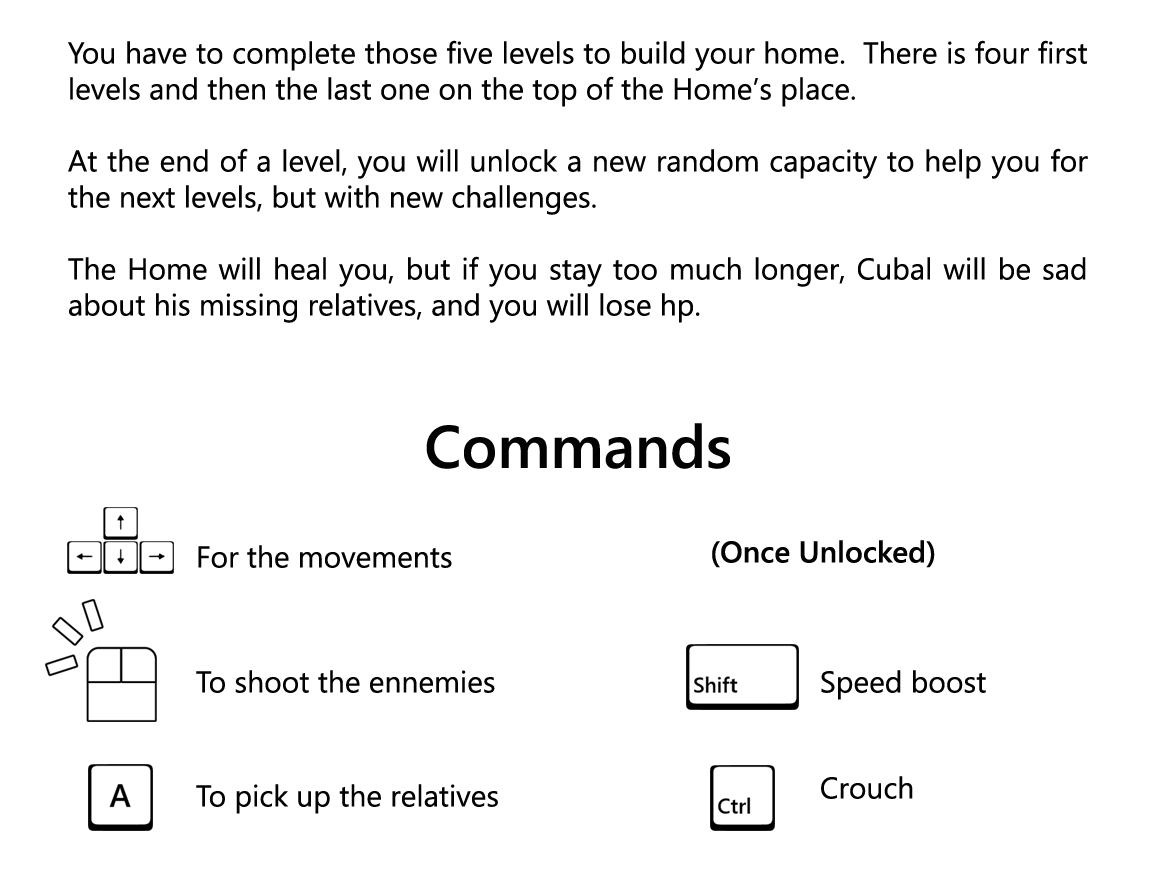 You have to complete those five levels to build your home. There is four first
levels and then the last one on the top of the Home's place.
At the end of a level, you will unlock a new random capacity to help you for
the next levels, but with new challenges.
The Home will heal you, but if you stay too much longer, Cubal will be sad
about his missing relatives, and you will lose hp.
Commands
↑
← ↓ → For the movements
(Once Unlocked)
To shoot the ennemies
Shift Speed boost
A To pick up the relatives
Ctrl Crouch